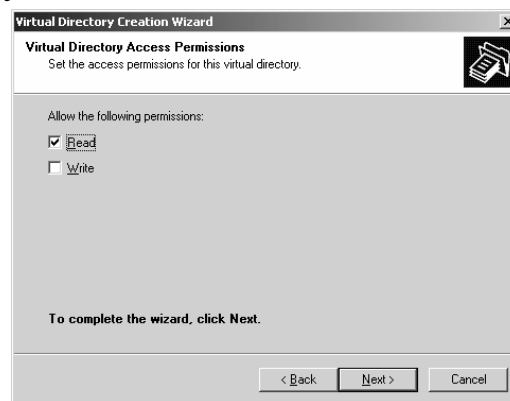 Virtual Directory Creation Wizard
Virtual Directory Access Permissions
Set the access permissions for this virtual directory.
Allow the following permissions:
Read
Write
To complete the wizard, click Next.
< Back Next > Cancel